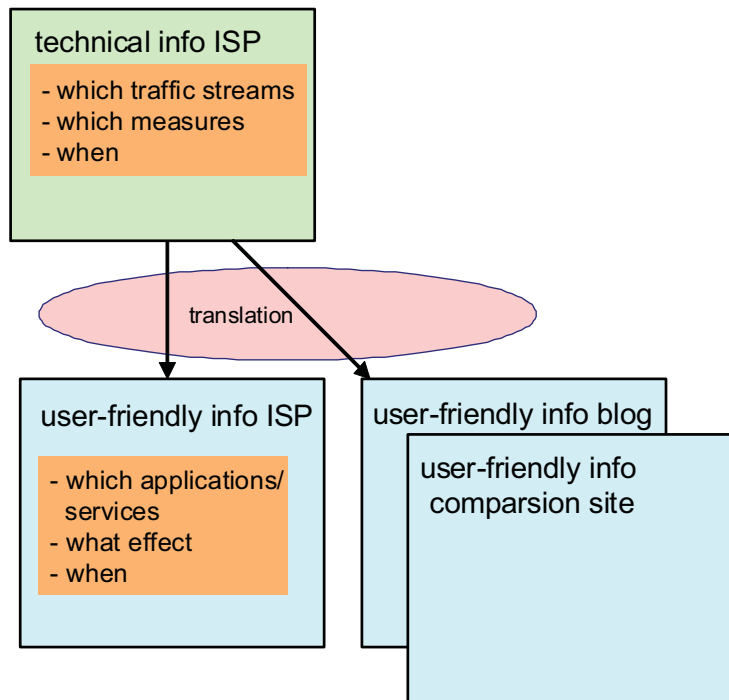 technical info ISP
- which traffic streams
- which measures
- when
translation
user-friendly info ISP
- which applications/
services
- what effect
- when
user-friendly info blog
user-friendly info
comparsion site